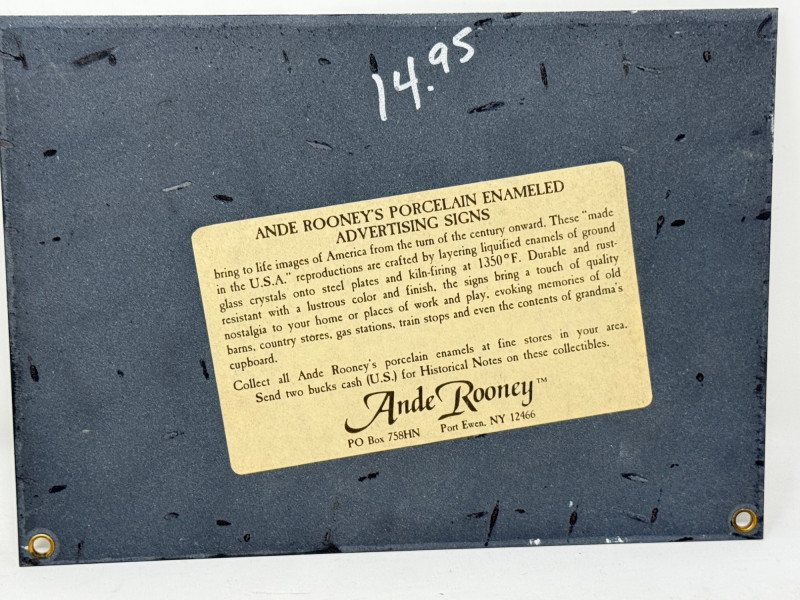 14.95
ANDE ROONEY'S PORCELAIN ENAMELED
ADVERTISING SIGNS
bring to life images of America from the turn of the century onward. These "made
in the U.S.A." reproductions are crafted by layering liquified enamels of ground
glass crystals onto steel plates and kiln-firing at 1350°F. Durable and rust-
resistant with a lustrous color and finish, the signs bring a touch of quality
nostalgia to your home or places of work and play, evoking memories of old
barns, country stores, gas stations, train stops and even the contents of grandma's
cupboard.
Collect all Ande Rooney's porcelain enamels at fine stores in your area.
Send two bucks cash (U.S.) for Historical Notes on these collectibles.
Ande Rooney™
PO Box 758HN Port Ewen, NY 12466